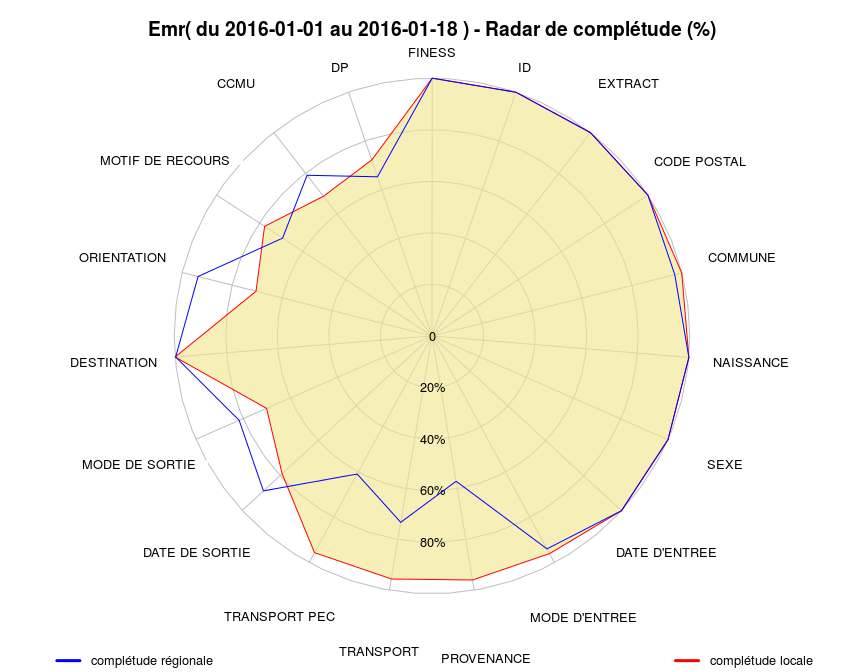 Emr( du 2016-01-01 au 2016-01-18 ) - Radar de complétude (%)
FINESS
DP
ID
CCMU
EXTRACT
MOTIF DE RECOURS
CODE POSTAL
ORIENTATION
COMMUNE
0
DESTINATION
NAISSANCE
20%
40%
MODE DE SORTIE
SEXE
60%
80%
DATE DE SORTIE
DATE D'ENTREE
TRANSPORT PEC
MODE D'ENTREE
TRANSPORT
PROVENANCE
complétude régionale
complétude locale